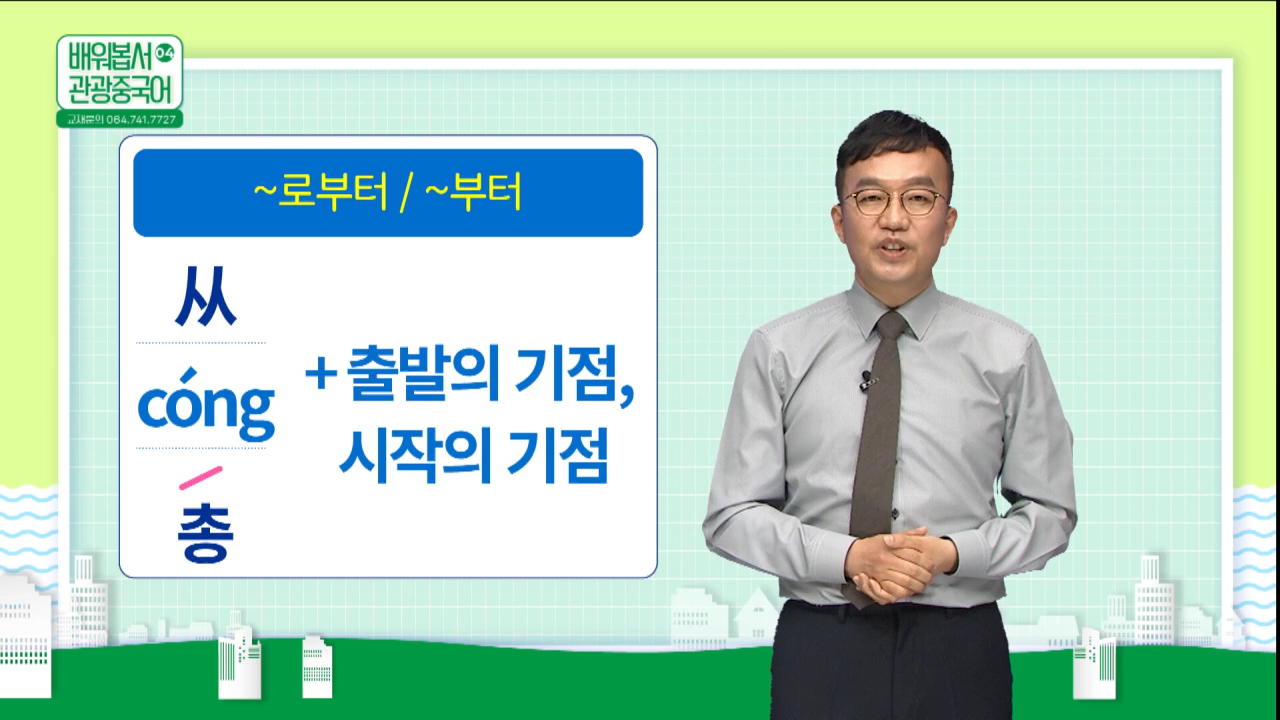 배워봅서 04
관광중국어
교재문의 064.741.7727
~로부터 / ~부터
从
cóng
총
+ 출발의 기점,
시작의 기점